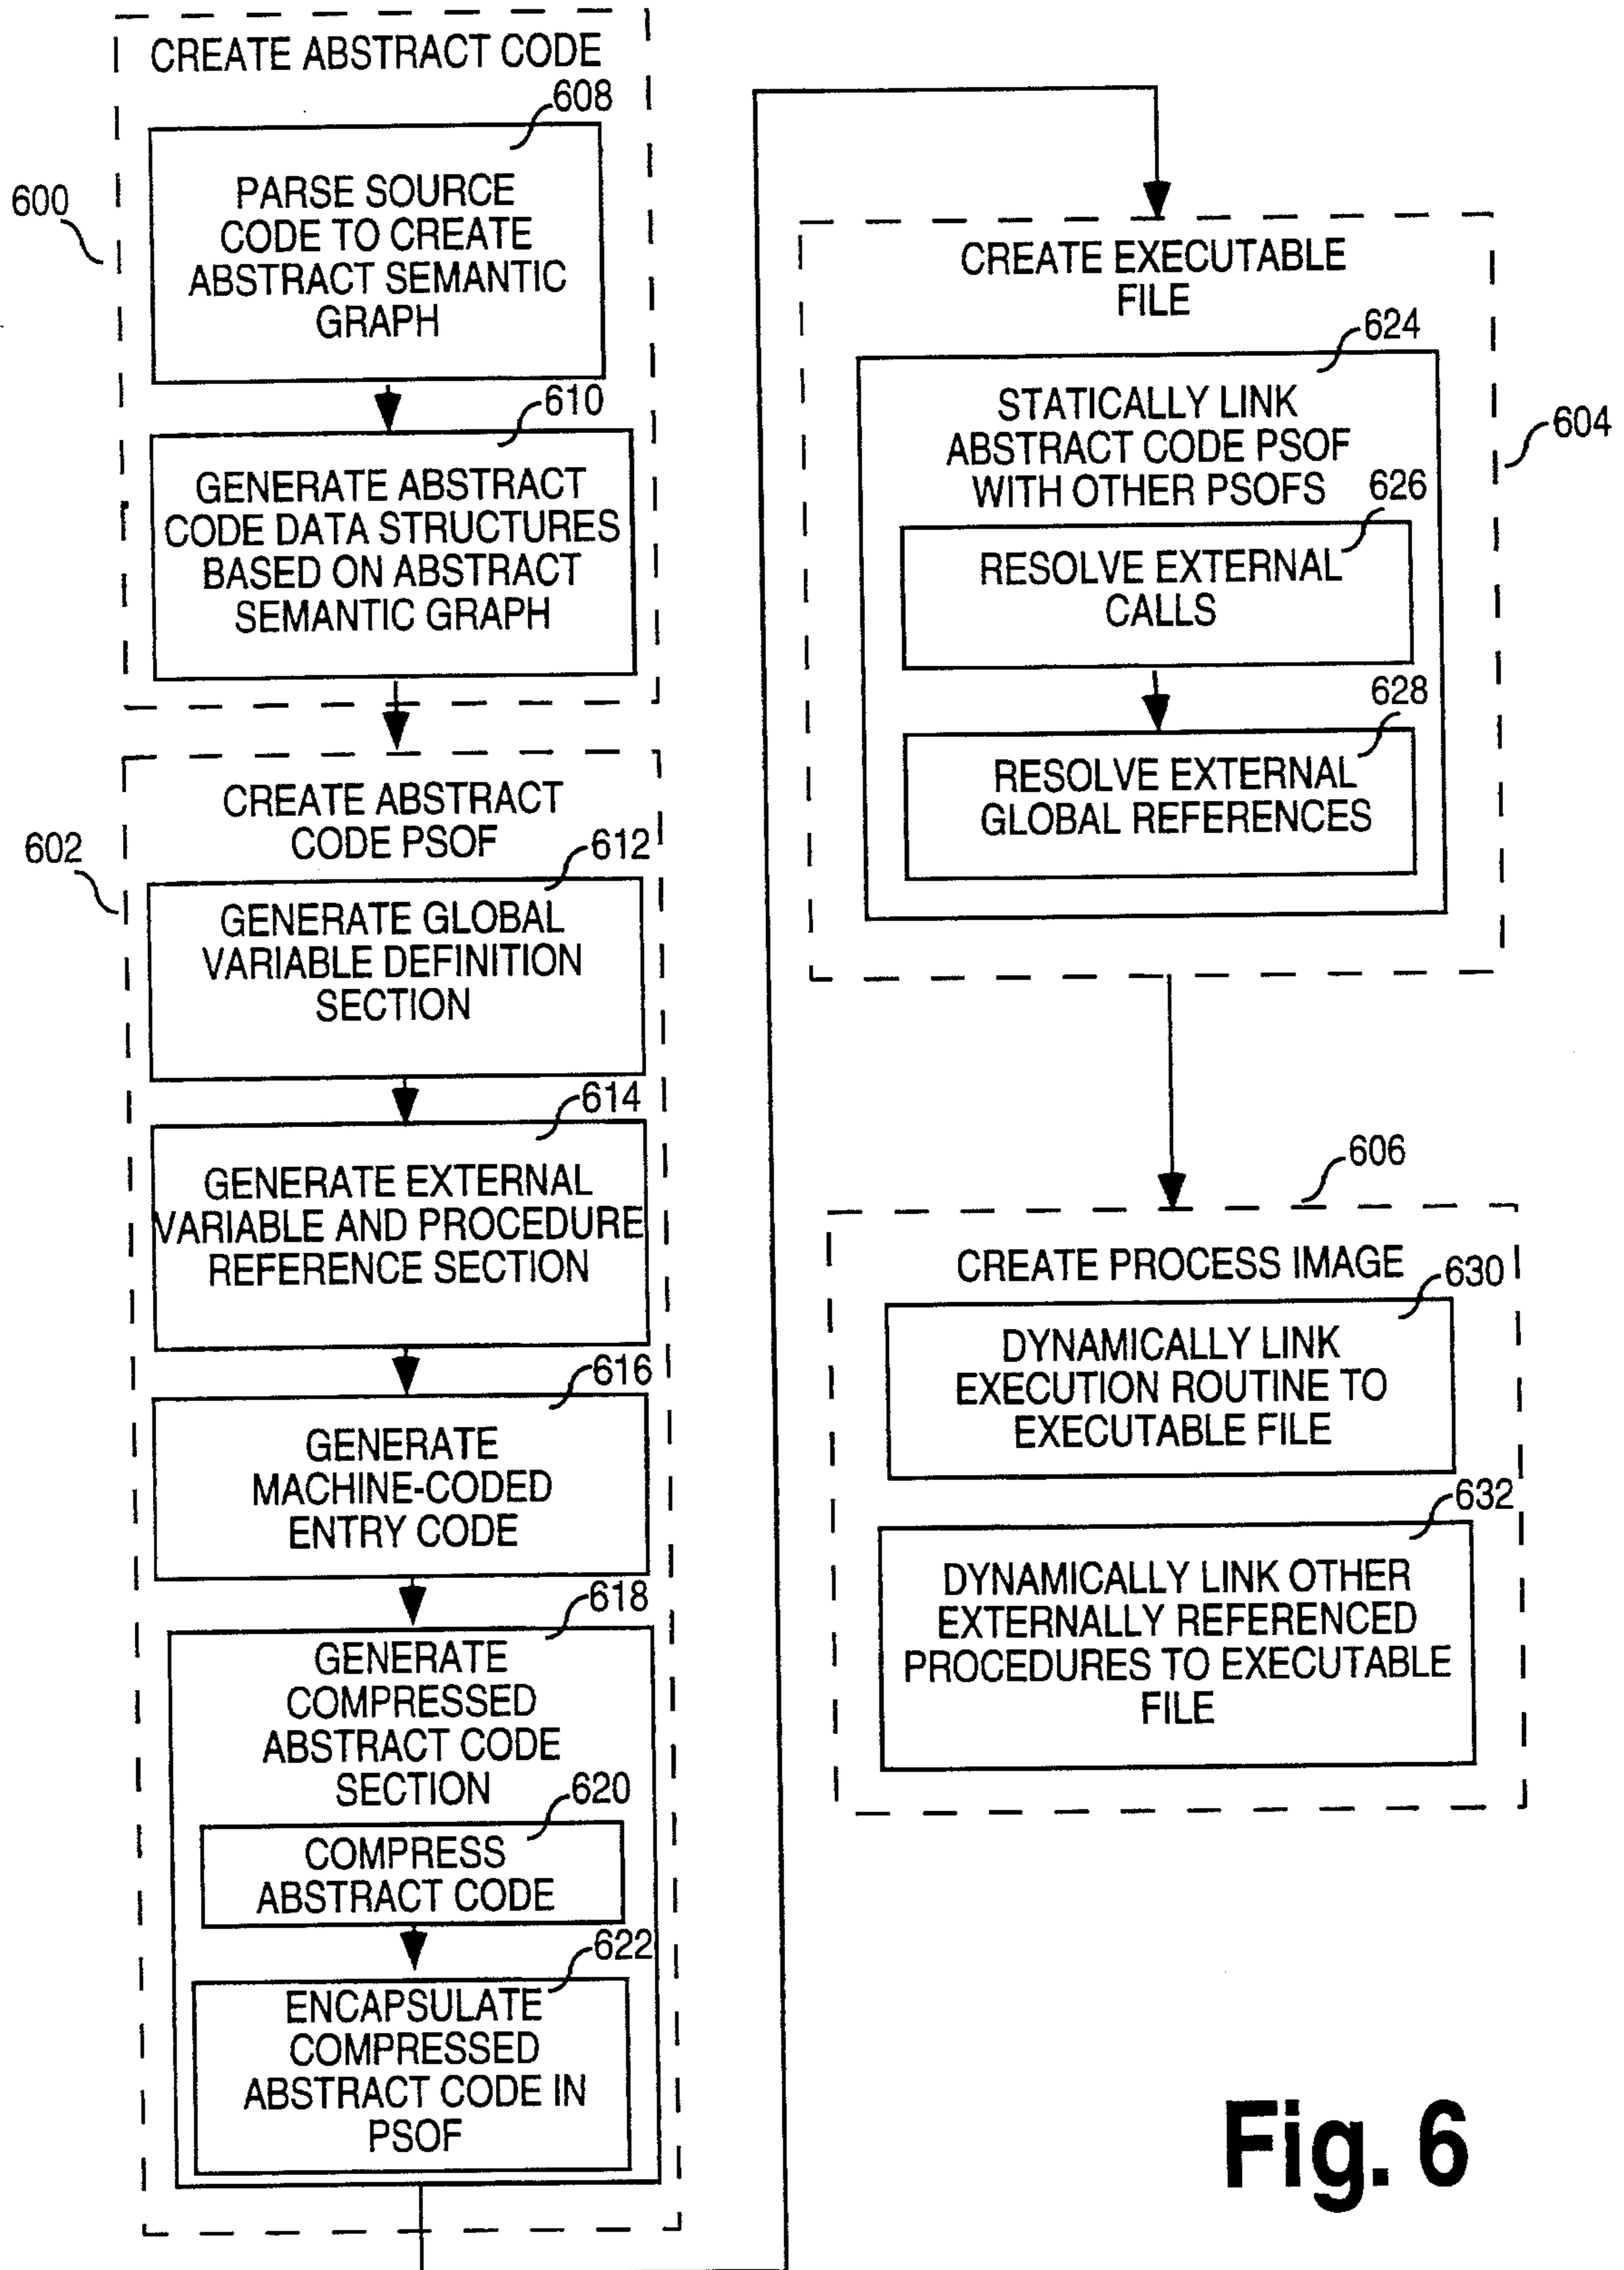 CREATE ABSTRACT CODE
608
600
PARSE SOURCE
CODE TO CREATE
ABSTRACT SEMANTIC
GRAPH
610
GENERATE ABSTRACT
CODE DATA STRUCTURES
BASED ON ABSTRACT
SEMANTIC GRAPH
602
CREATE ABSTRACT
CODE PSOF
612
GENERATE GLOBAL
VARIABLE DEFINITION
SECTION
614
GENERATE EXTERNAL
VARIABLE AND PROCEDURE
REFERENCE SECTION
616
GENERATE
MACHINE-CODED
ENTRY CODE
618
GENERATE
COMPRESSED
ABSTRACT CODE
SECTION
620
COMPRESS
ABSTRACT CODE
622
ENCAPSULATE
COMPRESSED
ABSTRACT CODE IN
PSOF
CREATE EXECUTABLE
FILE
624
604
STATICALLY LINK
ABSTRACT CODE PSOF
WITH OTHER PSOFS
626
RESOLVE EXTERNAL
CALLS
628
RESOLVE EXTERNAL
GLOBAL REFERENCES
606
CREATE PROCESS IMAGE
630
DYNAMICALLY LINK
EXECUTION ROUTINE TO
EXECUTABLE FILE
632
DYNAMICALLY LINK OTHER
EXTERNALLY REFERENCED
PROCEDURES TO EXECUTABLE
FILE
Fig. 6